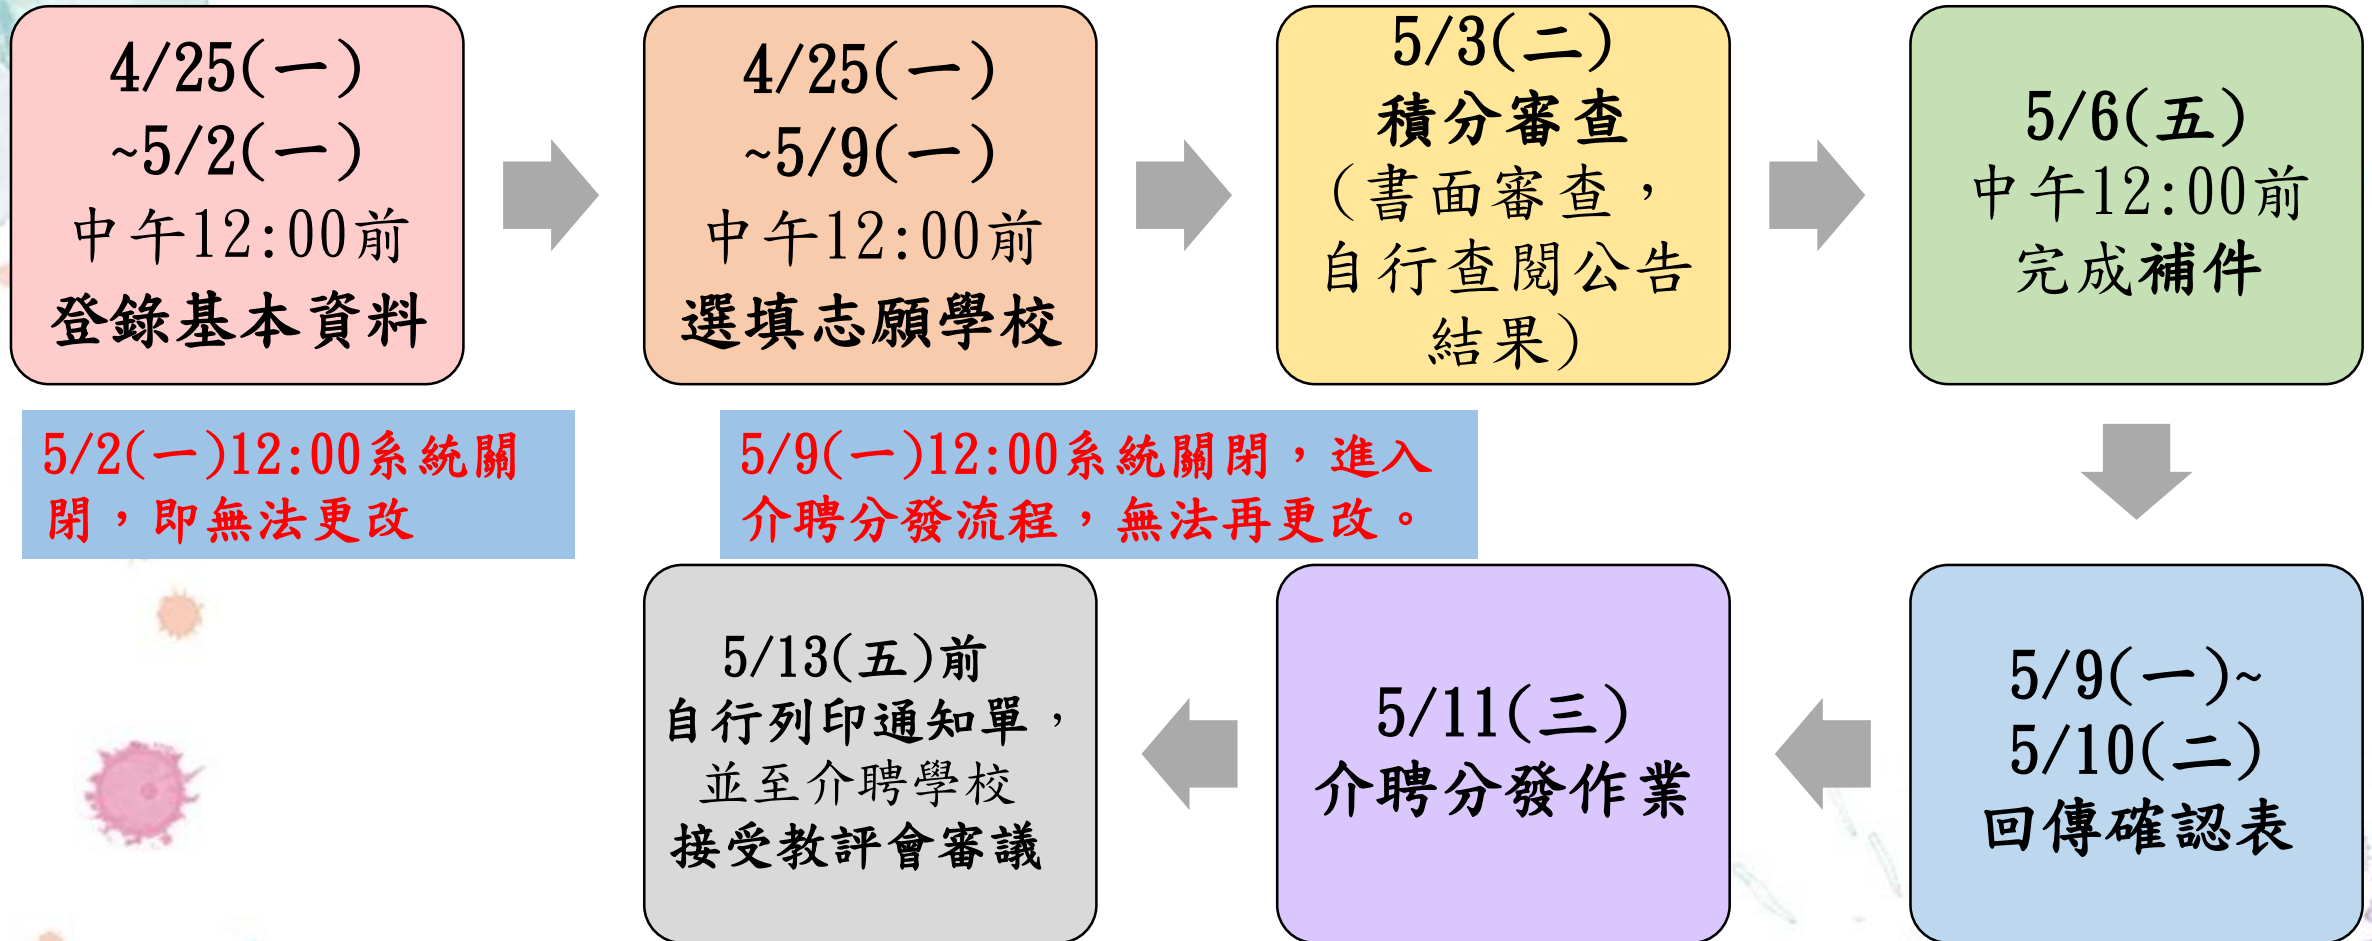 4/25(一)
~5/2(一)
中午12:00前
登錄基本資料
4/25(一)
~5/9(一)
中午12:00前
選填志願學校
5/3(二)
積分審查
(書面審查，
自行查閱公告
結果)
5/6(五)
中午12:00前
完成補件
5/2(一)12:00系統關
閉，即無法更改
5/9(一)12:00系統關閉，進入
介聘分發流程，無法再更改。
5/9(一)~
5/10(二)
回傳確認表
5/11(三)
介聘分發作業
5/13(五)前
自行列印通知單，
並至介聘學校
接受教評會審議